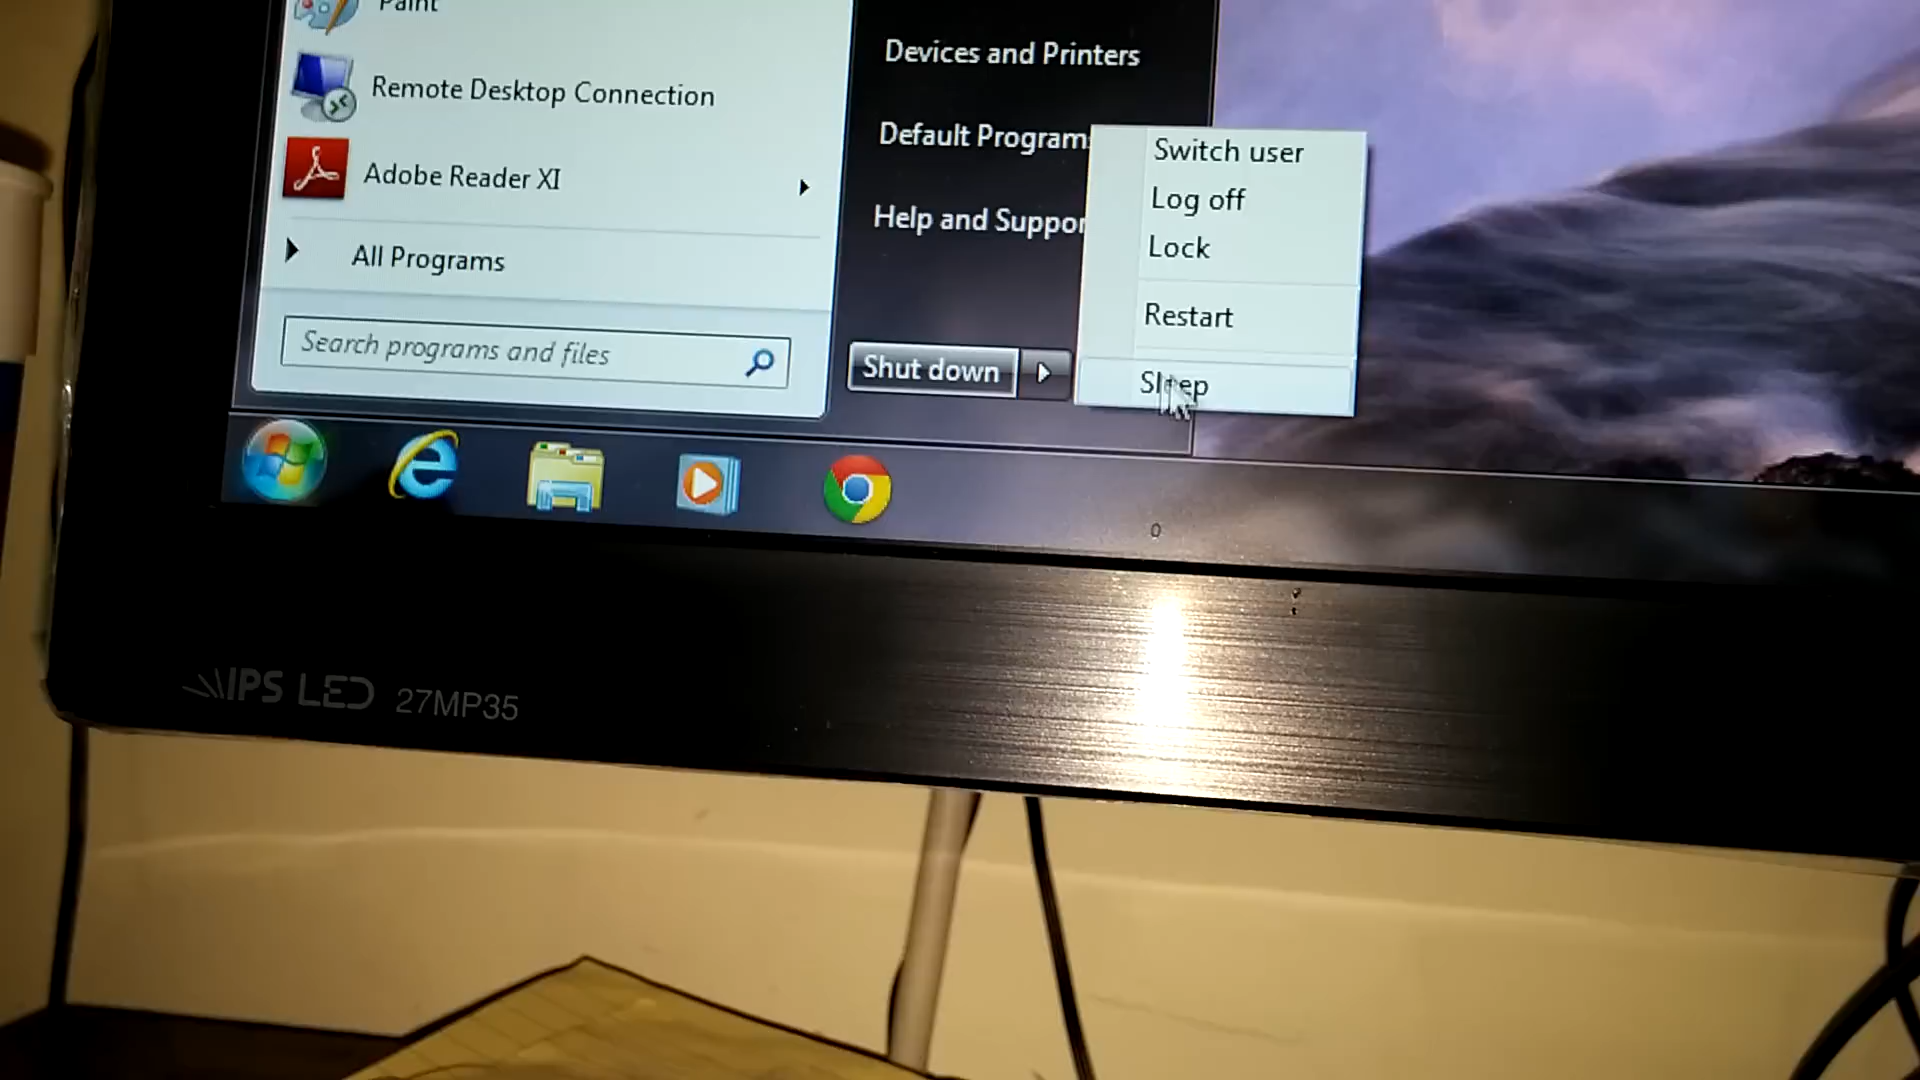 Paint
Remote Desktop Connection
Adobe Reader XI
All Programs
Search programs and files
Devices and Printers
Default Programs
Help and Suppor
Shut down
Switch user
Log off
Lock
Restart
Sleep
IPS LED 27MP35